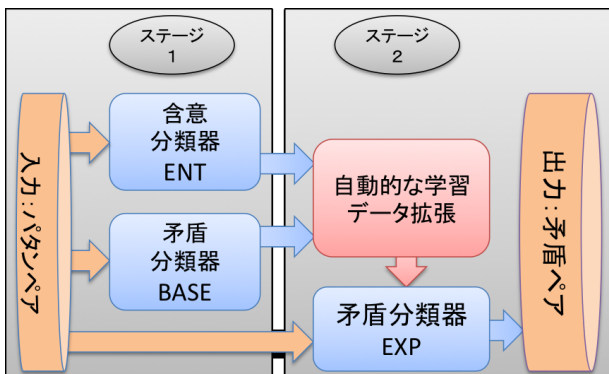 ステージ
1
ステージ
2
入力:パタンペア
含意
分類器
ENT
矛盾
分類器
BASE
自動的な学習
データ拡張
矛盾分類器
EXP
出力:矛盾ペア